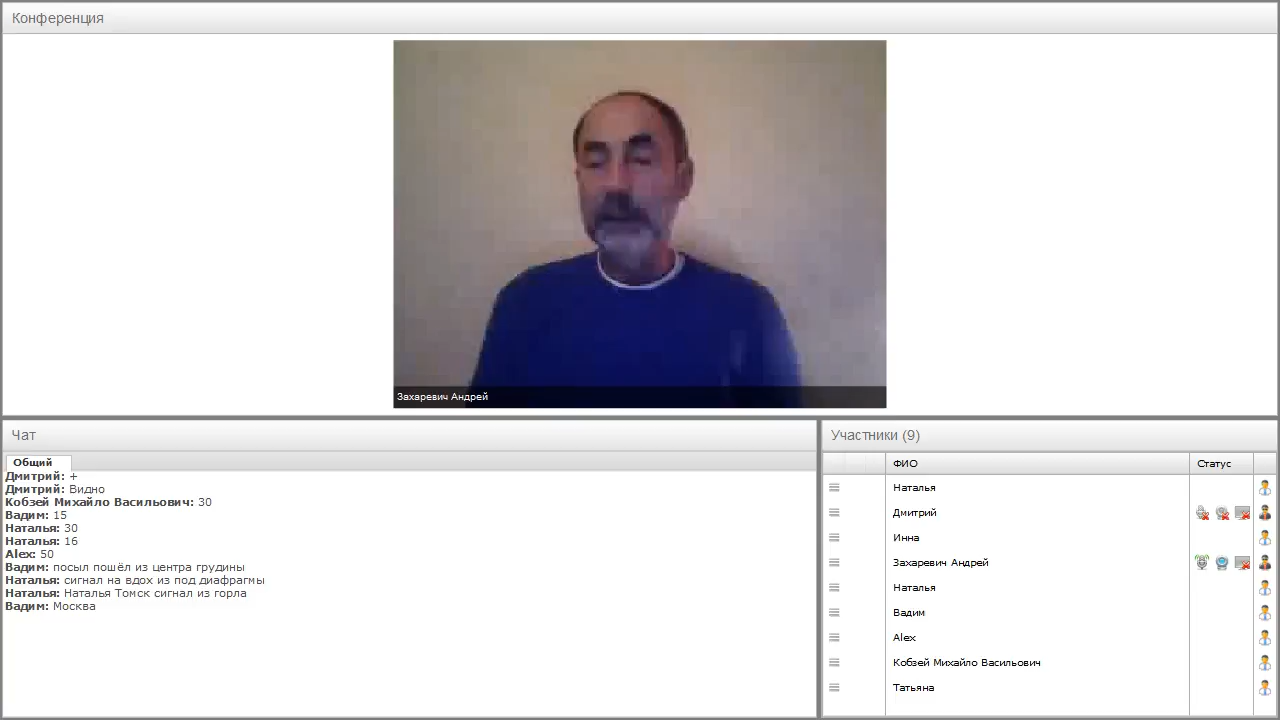 Конференция
Захаревич Андрей
Чат
Общий
Дмитрий: +
Дмитрий: Видно
Кобзей Михайло Васильович: 30
Вадим: 15
Наталья: 30
Наталья: 16
Alex: 50
Вадим: посыл пошёл из центра грудины
Наталья: сигнал на вдох из под диафрагмы
Наталья: Наталья Томск сигнал из горла
Вадим: Москва
Участники (9)
ФИО Статус
Наталья
Дмитрий
Инна
Захаревич Андрей
Наталья
Вадим
Alex
Кобзей Михайло Васильович
Татьяна